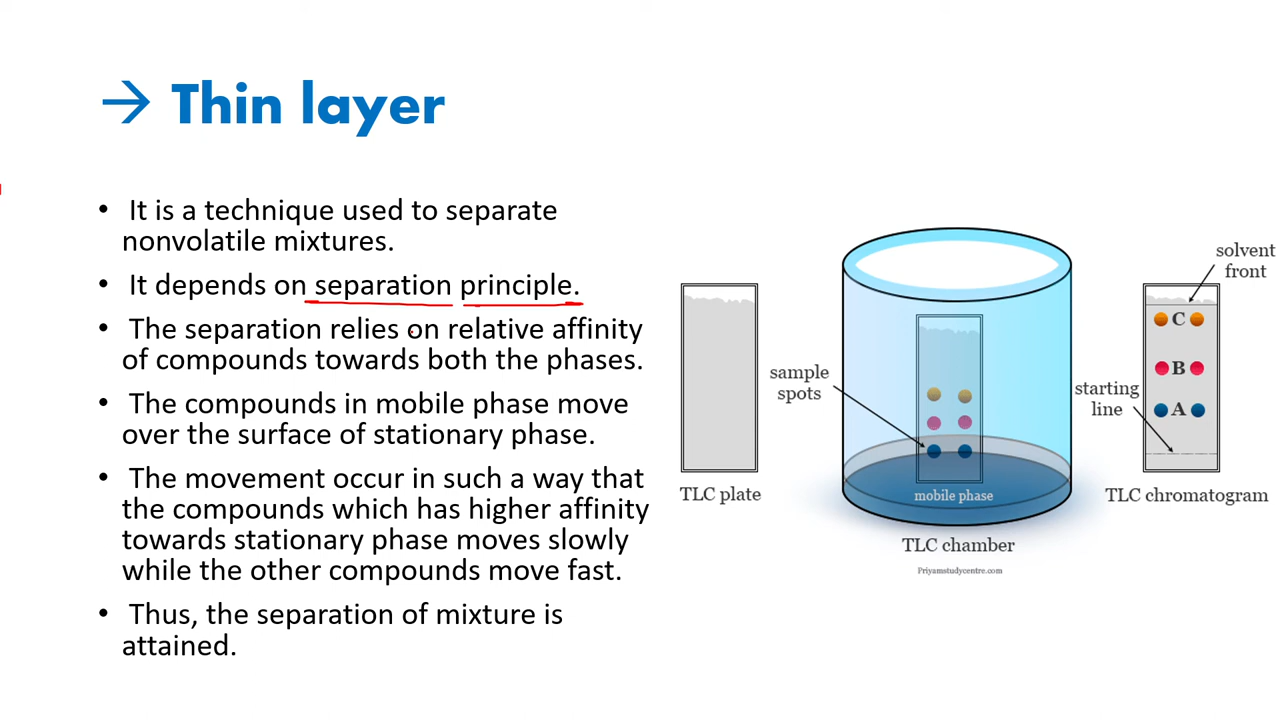 → Thin layer
• It is a technique used to separate
nonvolatile mixtures.
• It depends on separation principle.
• The separation relies on relative affinity
of compounds towards both the phases.
• The compounds in mobile phase move
over the surface of stationary phase.
• The movement occur in such a way that
the compounds which has higher affinity
towards stationary phase moves slowly
while the other compounds move fast.
• Thus, the separation of mixture is
attained.
TLC plate
sample
spots
mobile phase
TLC chamber
Priyamstudycentre.com
solvent
front
C
B
starting
line
A
TLC chromatogram